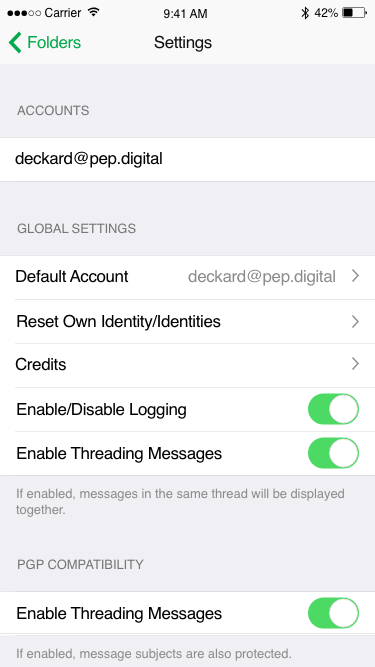 Carrier 9:41 AM 42%
Folders Settings
ACCOUNTS
deckard@pep.digital
GLOBAL SETTINGS
Default Account deckard@pep.digital
Reset Own Identity/Identities
Credits
Enable/Disable Logging
Enable Threading Messages
If enabled, messages in the same thread will be displayed
together.
PGP COMPATIBILITY
Enable Threading Messages
If enabled, message subjects are also protected.